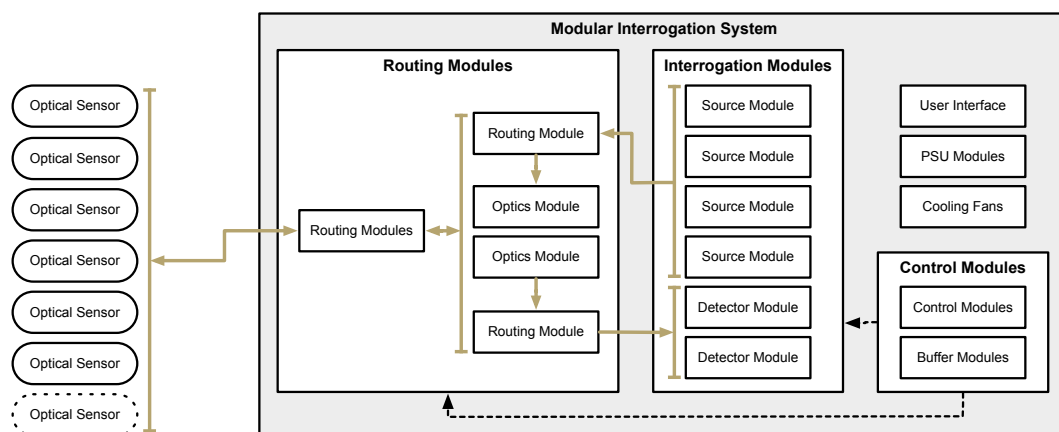 Modular Interrogation System
Optical Sensor
Optical Sensor
Optical Sensor
Optical Sensor
Optical Sensor
Optical Sensor
Optical Sensor
Routing Modules
Routing Modules
Routing Module
Optics Module
Optics Module
Routing Module
Interrogation Modules
Source Module
Source Module
Source Module
Source Module
Detector Module
Detector Module
User Interface
PSU Modules
Cooling Fans
Control Modules
Control Modules
Buffer Modules